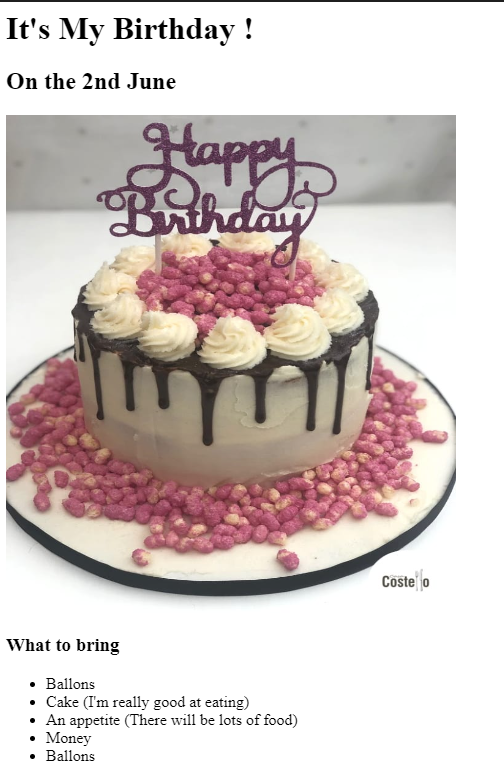 It's My Birthday !
On the 2nd June
Happy
Birthday
Costello
What to bring
Ballons
Cake (I'm really good at eating)
An appetite (There will be lots of food)
Money
Ballons